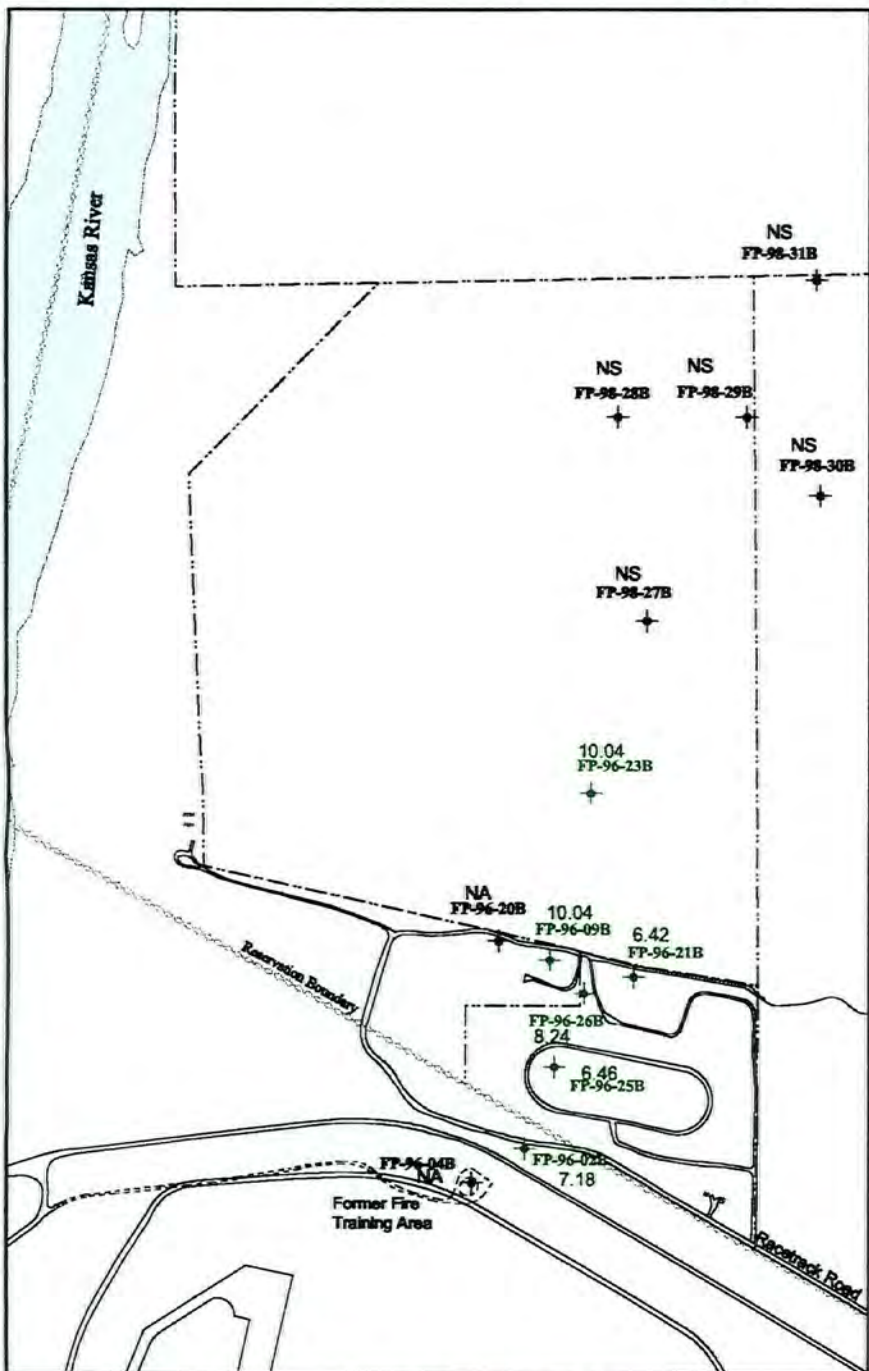 Kansas River
NS
FP-98-31B
NS
FP-98-28B
NS
FP-98-29B
NS
FP-98-30B
NS
FP-98-27B
10.04
FP-96-23B
NA
FP-96-20B
10.04
FP-96-09B
6.42
FP-96-21B
Reservation Boundary
FP-96-26B
8.24
6.46
FP-96-25B
FP-96-02B
7.18
FP-96-04B
NA
Former Fire
Training Area
Racetrack Road